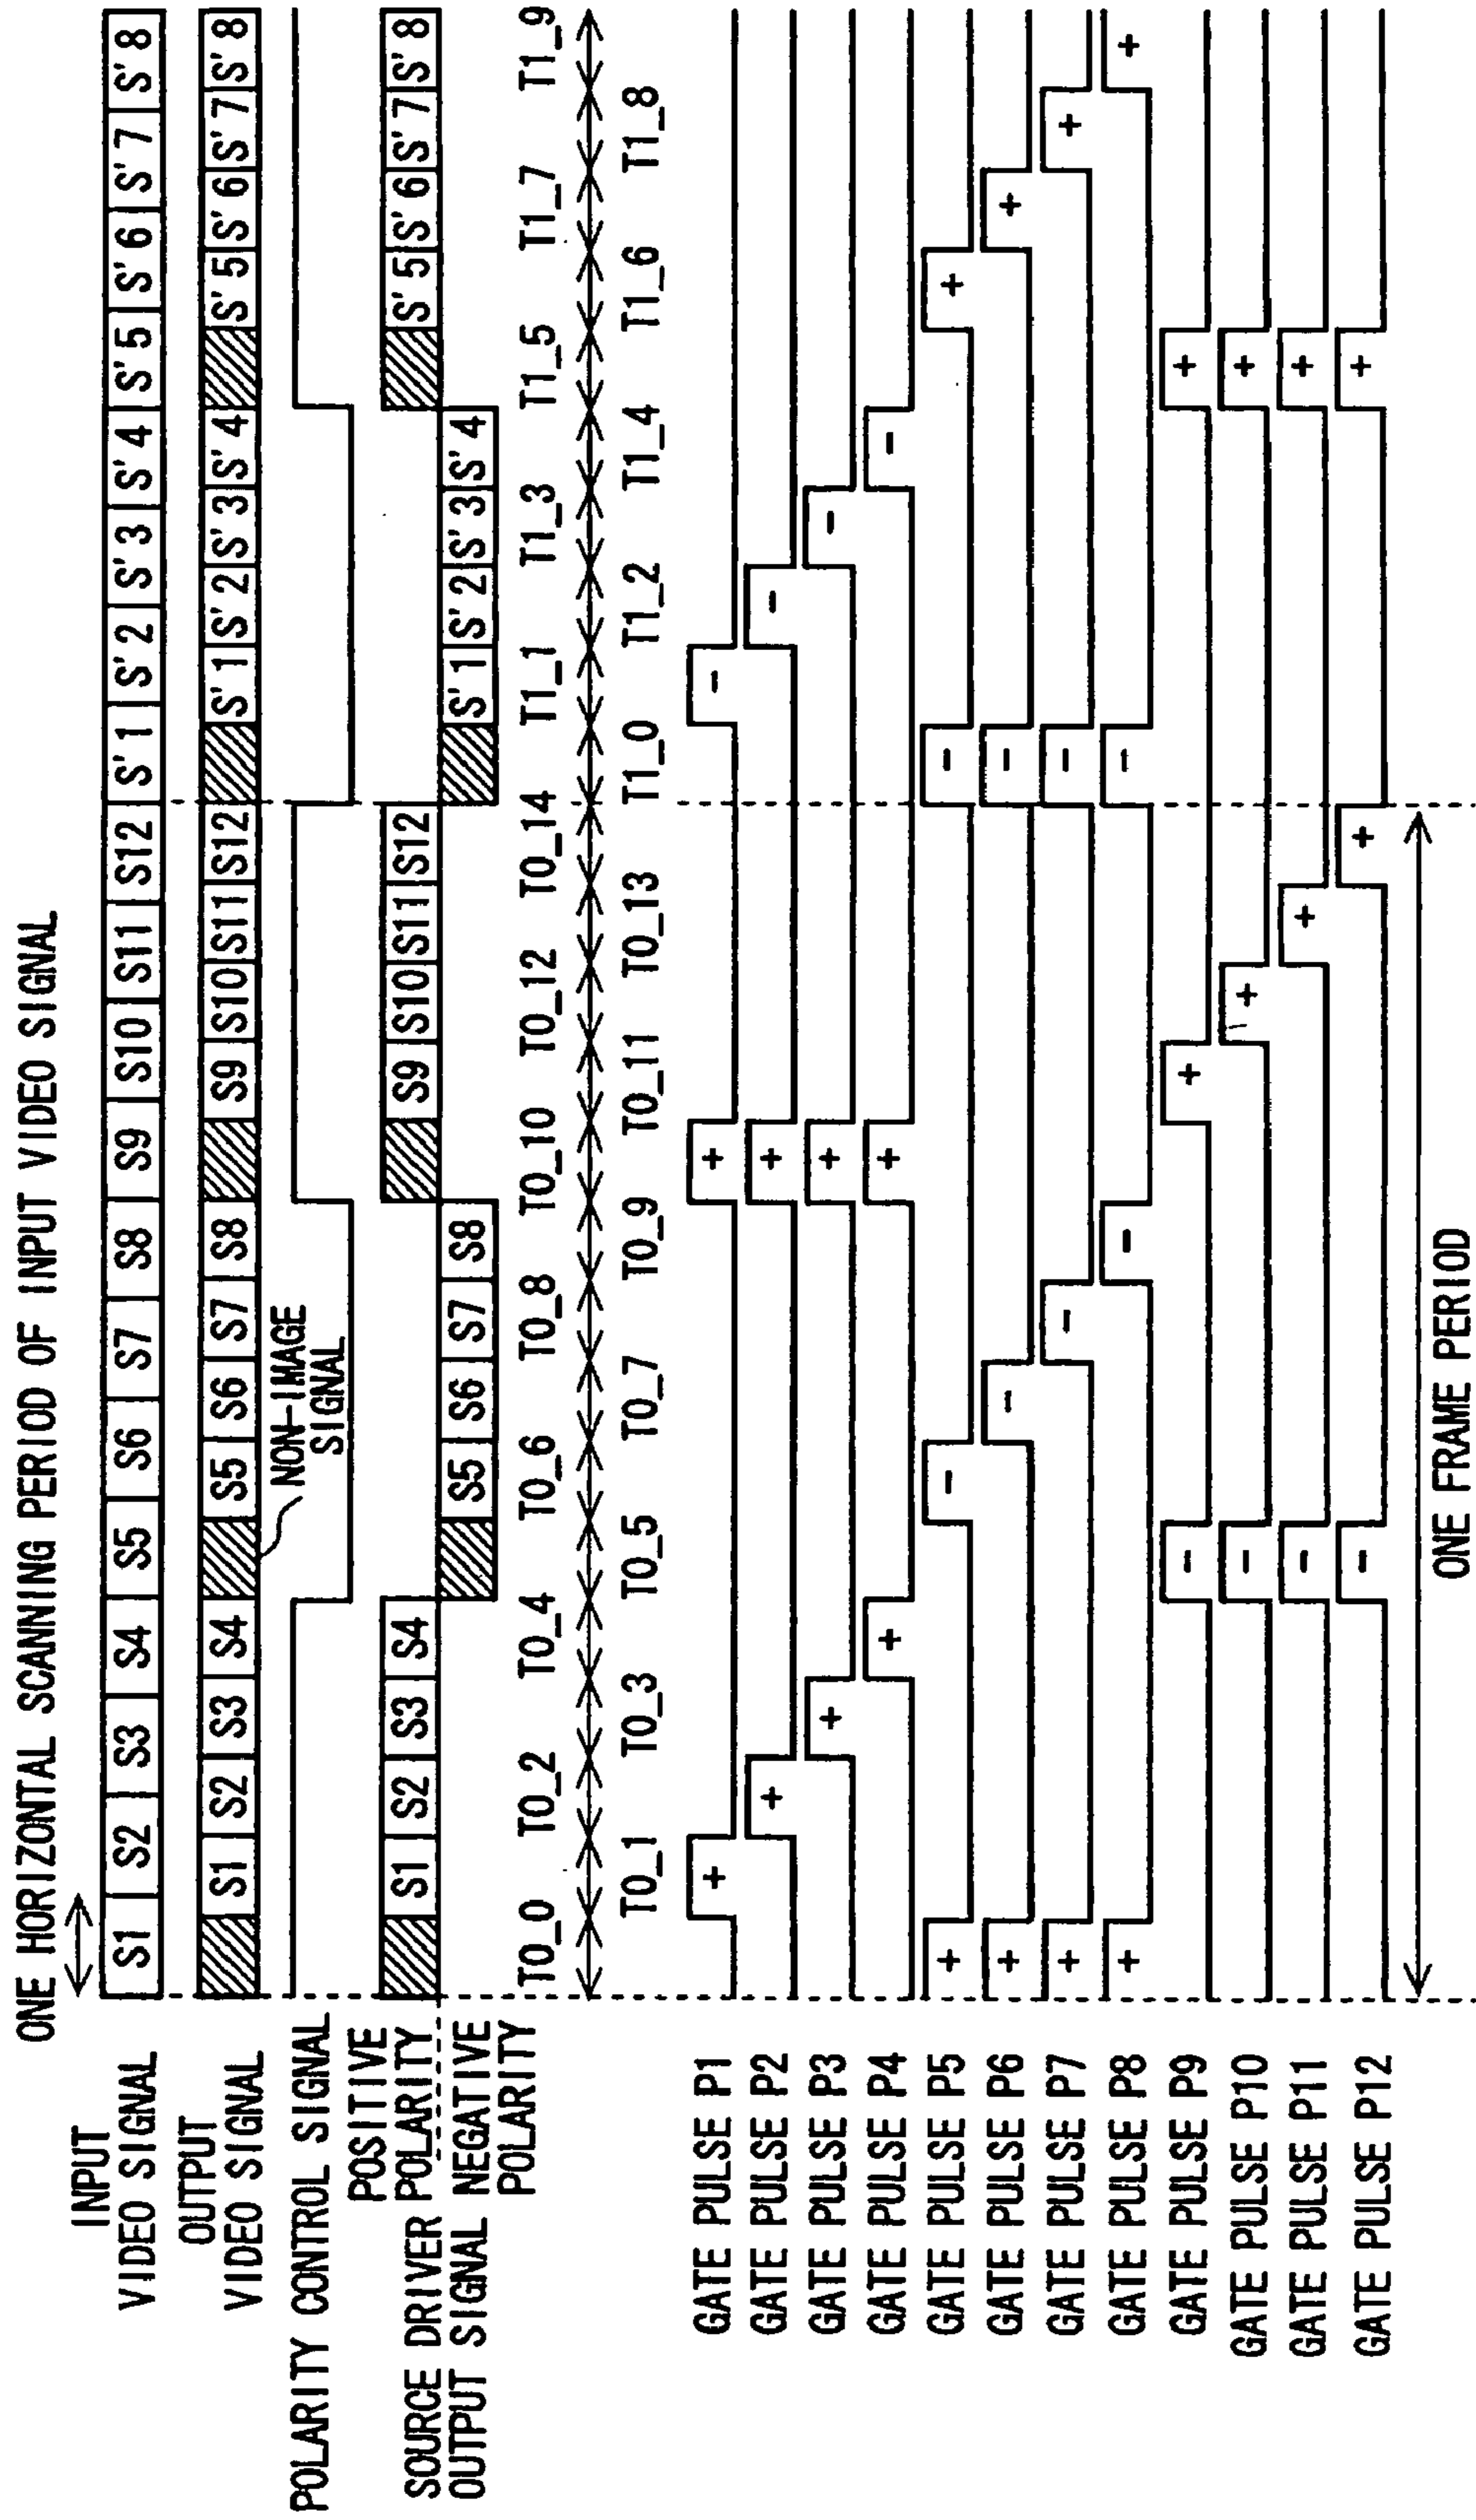 ONE HORIZONTAL SCANNING PERIOD OF INPUT VIDEO SIGNAL
INPUT
VIDEO SIGNAL
S1 S2 S3 S4 S5 S6 S7 S8 S9 S10 S11 S12 S'1 S'2 S'3 S'4 S'5 S'6 S'7 S'8
OUTPUT
VIDEO SIGNAL
S1 S2 S3 S4 S5 S6 S7 S8 S9 S10 S11 S12 S'1 S'2 S'3 S'4 S'5 S'6 S'7 S'8
NON-IMAGE
SIGNAL
POLARITY CONTROL SIGNAL
POSITIVE
POLARITY
SOURCE DRIVER
OUTPUT SIGNAL
NEGATIVE
POLARITY
S1 S2 S3 S4 S9 S10 S11 S12 S'5 S'6 S'7 S'8
S5 S6 S7 S8 S'1 S'2 S'3 S'4
T0_0 T0_2 T0_4 T0_6 T0_8 T0_10 T0_12 T0_14 T1_1 T1_3 T1_5 T1_7 T1_9
T0_1 T0_3 T0_5 T0_7 T0_9 T0_11 T0_13 T1_0 T1_2 T1_4 T1_6 T1_8
GATE PULSE P1 + + -
GATE PULSE P2 + + -
GATE PULSE P3 + + -
GATE PULSE P4 + + -
GATE PULSE P5 + - - +
GATE PULSE P6 + - - +
GATE PULSE P7 + - - +
GATE PULSE P8 + - - +
GATE PULSE P9 - + +
GATE PULSE P10 - + +
GATE PULSE P11 - + +
GATE PULSE P12 - + +
ONE FRAME PERIOD